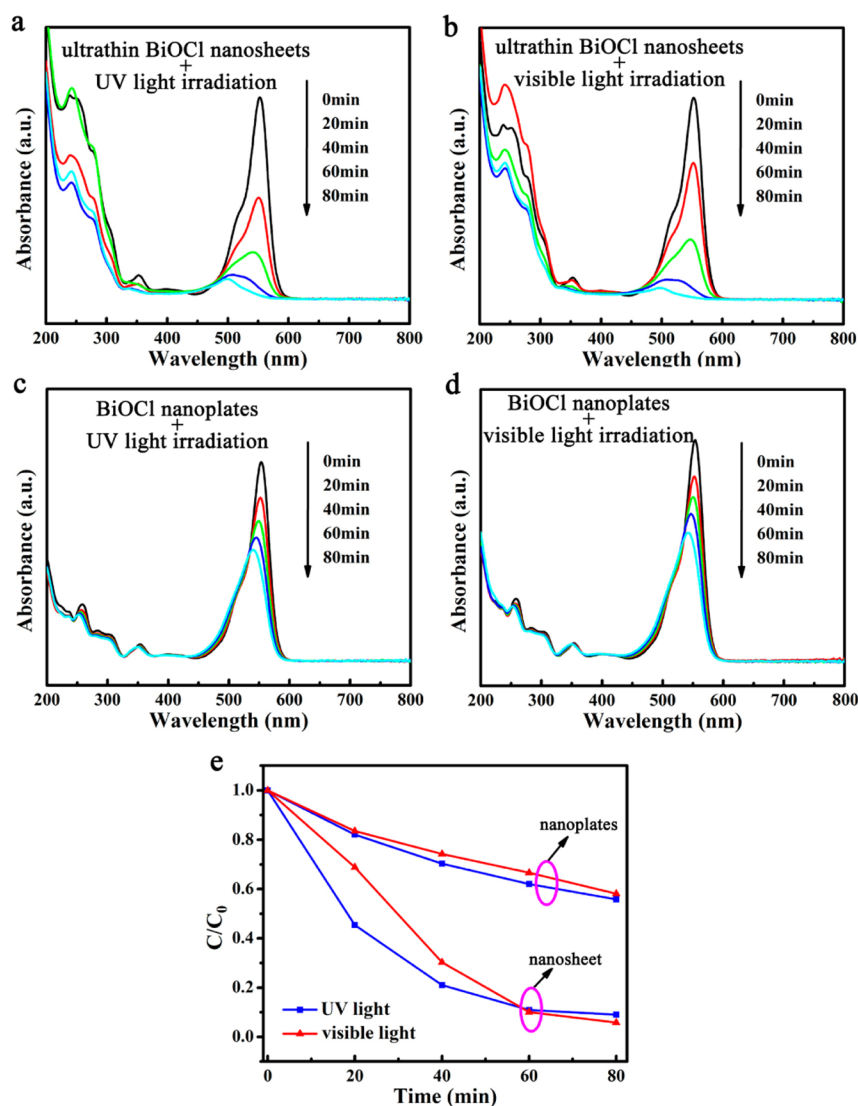 a
ultrathin BiOCl nanosheets
+
UV light irradiation
0min
20min
40min
60min
80min
Absorbance (a.u.)
200 300 400 500 600 700 800
Wavelength (nm)
b
ultrathin BiOCl nanosheets
+
visible light irradiation
0min
20min
40min
60min
80min
Absorbance (a.u.)
200 300 400 500 600 700 800
Wavelength (nm)
c
BiOCl nanoplates
+
UV light irradiation
0min
20min
40min
60min
80min
Absorbance (a.u.)
200 300 400 500 600 700 800
Wavelength (nm)
d
BiOCl nanoplates
+
visible light irradiation
0min
20min
40min
60min
80min
Absorbance (a.u.)
200 300 400 500 600 700 800
Wavelength (nm)
e
1.0
0.8
0.6
0.4
0.2
0.0
C/C0
nanoplates
nanosheet
UV light
visible light
0 20 40 60 80
Time (min)